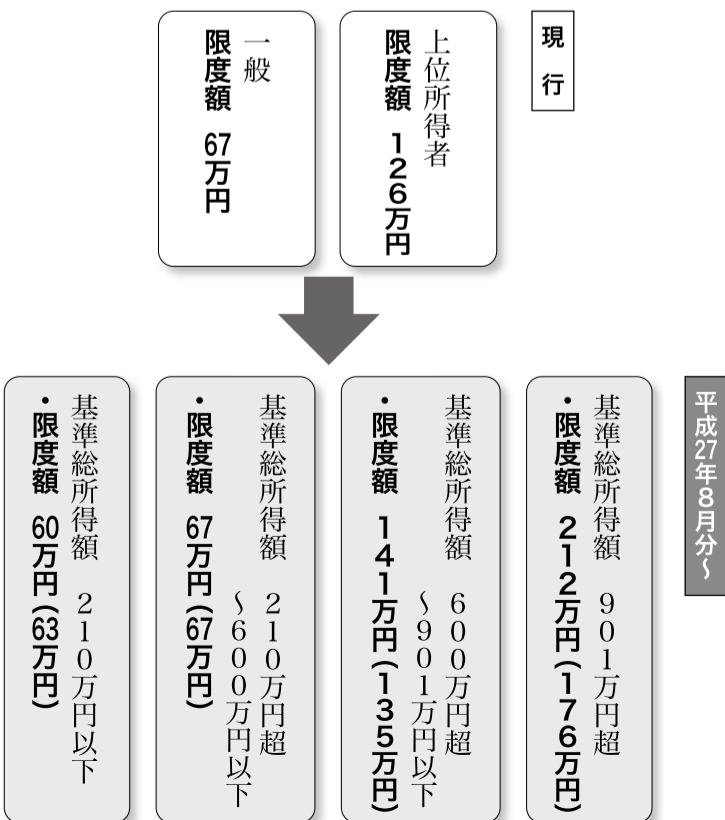 現行
上位所得者
限度額 126万円
一般
限度額 67万円
平成27年8月分～
基準総所得額 901万円超
・限度額 212万円(176万円)
基準総所得額 600万円超
～901万円以下
・限度額 141万円(135万円)
基準総所得額 210万円超
～600万円以下
・限度額 67万円(67万円)
基準総所得額 210万円以下
・限度額 60万円(63万円)